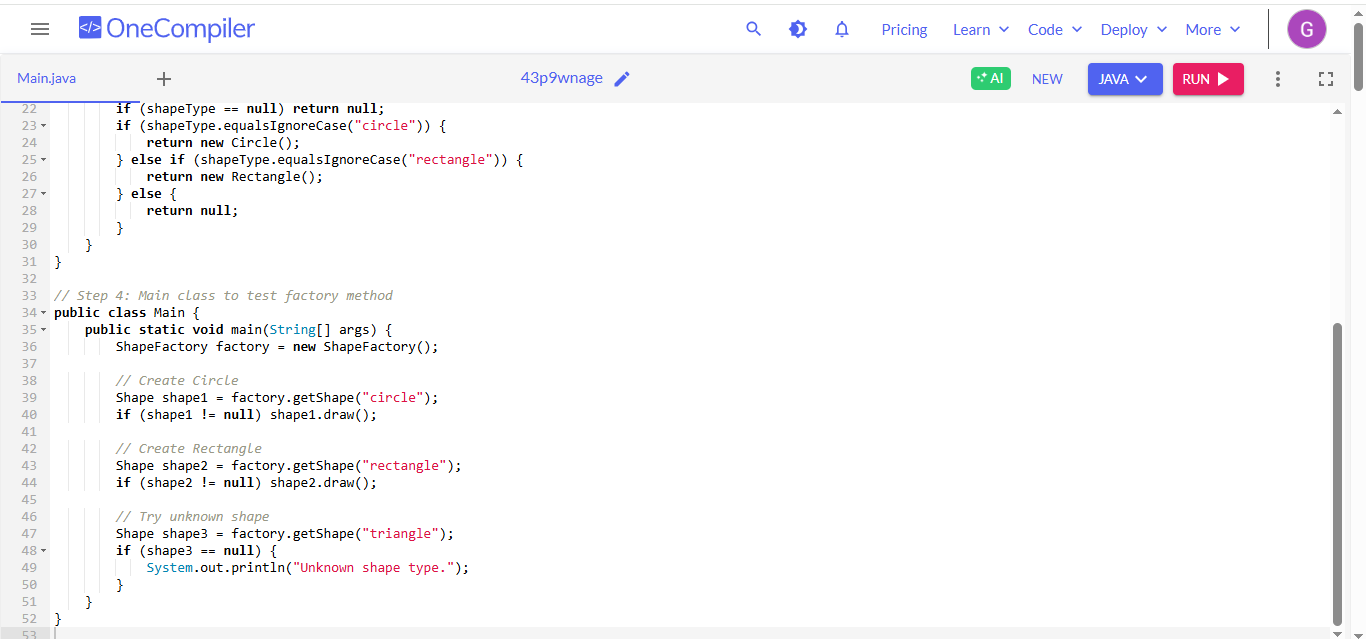 </> OneCompiler
Pricing Learn Code Deploy More G
Main.java + 43p9wnage AI NEW JAVA RUN
22 if (shapeType == null) return null;
23 if (shapeType.equalsIgnoreCase("circle")) {
24 return new Circle();
25 } else if (shapeType.equalsIgnoreCase("rectangle")) {
26 return new Rectangle();
27 } else {
28 return null;
29 }
30 }
31 }
32
33 // Step 4: Main class to test factory method
34 public class Main {
35 public static void main(String[] args) {
36 ShapeFactory factory = new ShapeFactory();
37
38 // Create Circle
39 Shape shape1 = factory.getShape("circle");
40 if (shape1 != null) shape1.draw();
41
42 // Create Rectangle
43 Shape shape2 = factory.getShape("rectangle");
44 if (shape2 != null) shape2.draw();
45
46 // Try unknown shape
47 Shape shape3 = factory.getShape("triangle");
48 if (shape3 == null) {
49 System.out.println("Unknown shape type.");
50 }
51 }
52 }
53